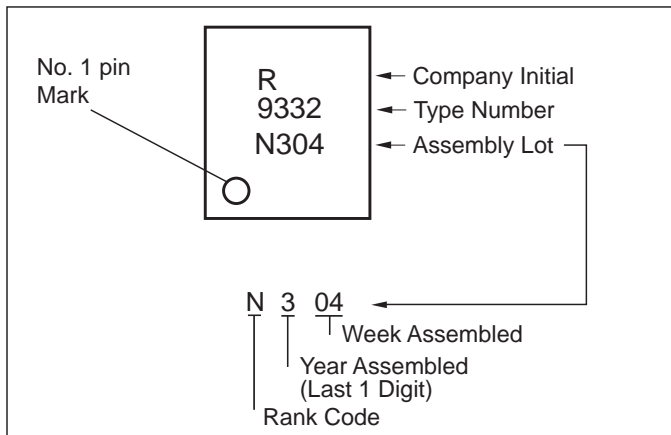 No. 1 pin
Mark
R
9332
N304
Company Initial
Type Number
Assembly Lot
N 3 04
Week Assembled
Year Assembled
(Last 1 Digit)
Rank Code